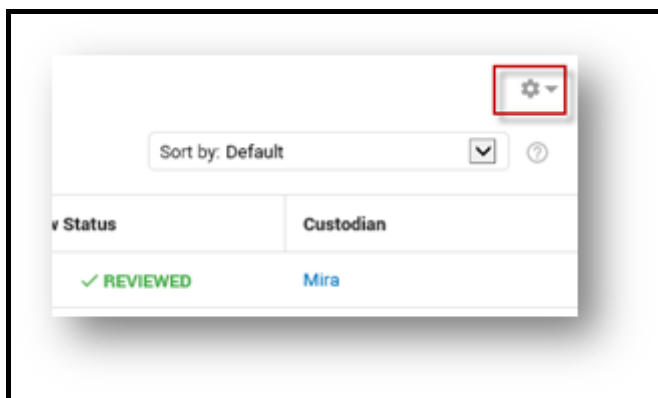 Sort by: Default
v Status Custodian
✓ REVIEWED Mira